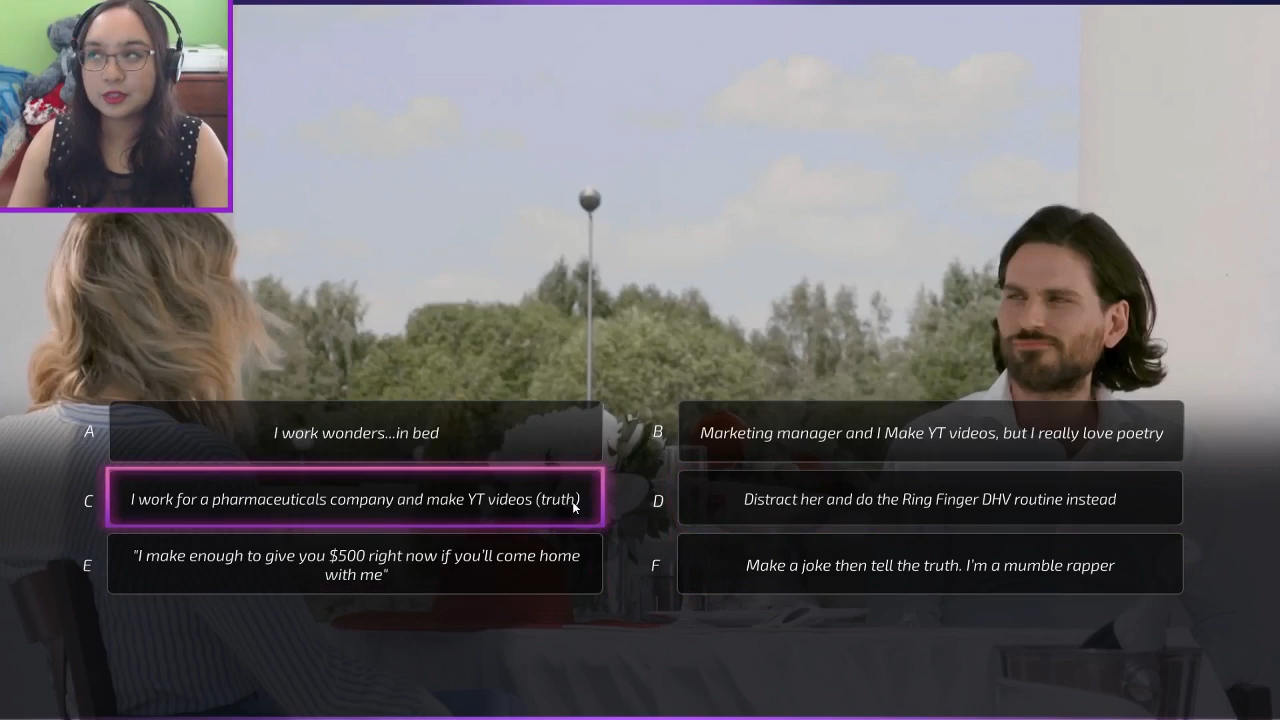 A
I work wonders...in bed
B
Marketing manager and I Make YT videos, but I really love poetry
C
I work for a pharmaceuticals company and make YT videos (truth)
D
Distract her and do the Ring Finger DHV routine instead
E
"I make enough to give you $500 right now if you'll come home
with me"
F
Make a joke then tell the truth. I'm a mumble rapper